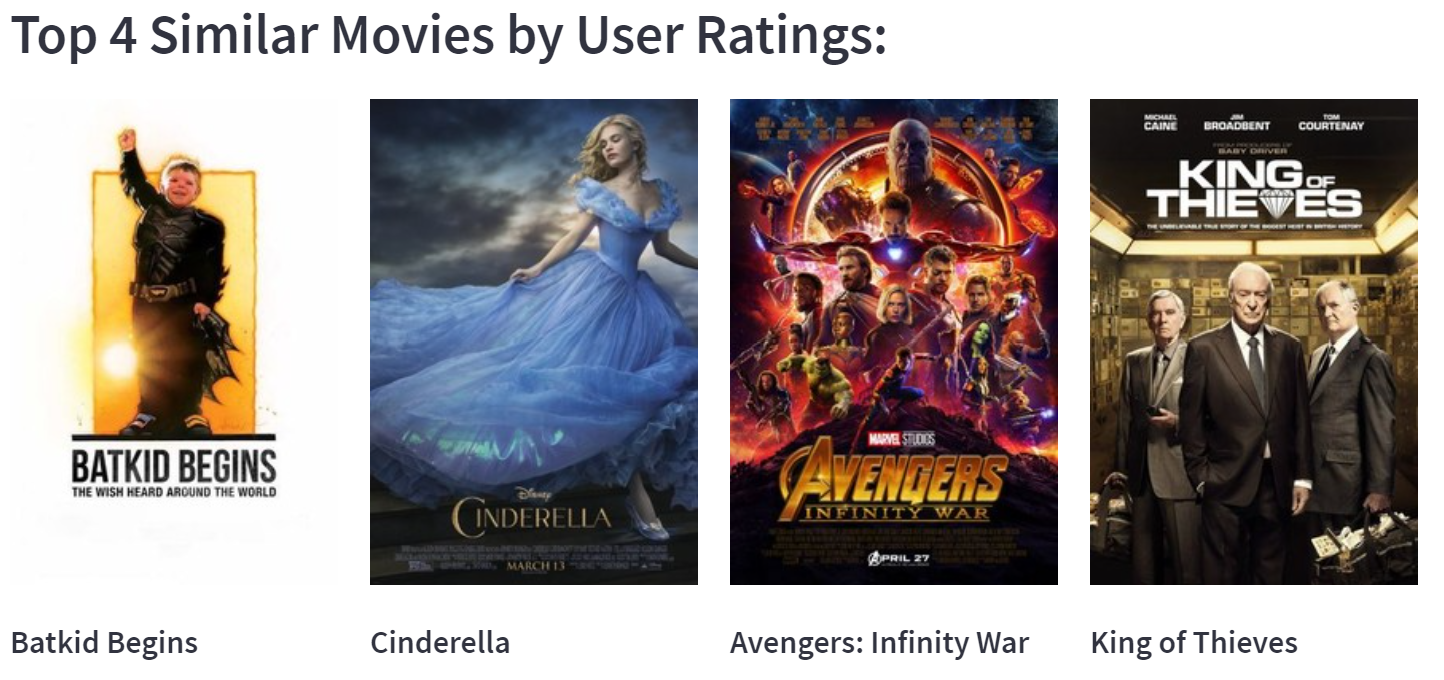 Top 4 Similar Movies by User Ratings:
BATKID BEGINS
THE WISH HEARD AROUND THE WORLD
Disney
CINDERELLA
MARCH 13
MARVEL STUDIOS
AVENGERS
INFINITY WAR
APRIL 27
MICHAEL CAINE
JIM BROADBENT
TOM COURTENAY
FROM PRODUCERS OF
BABY DRIVER
KING OF
THIEVES
THE UNBELIEVABLE TRUE STORY OF THE BIGGEST HEIST IN BRITISH HISTORY
Batkid Begins
Cinderella
Avengers: Infinity War
King of Thieves